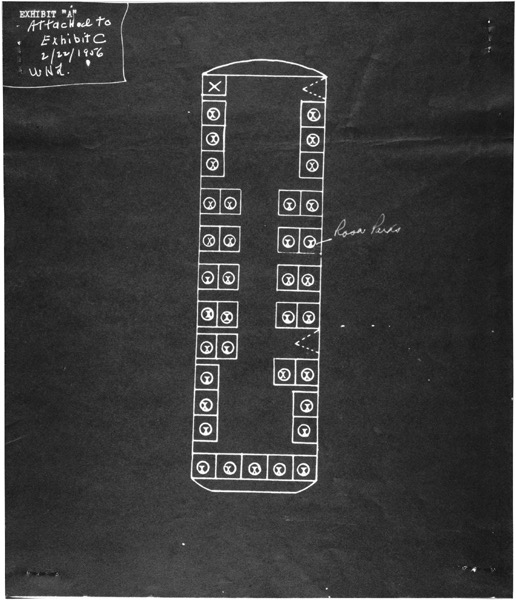 EXHIBIT "A"
Attached to
Exhibit C
2/22/1956
Rosa Parks